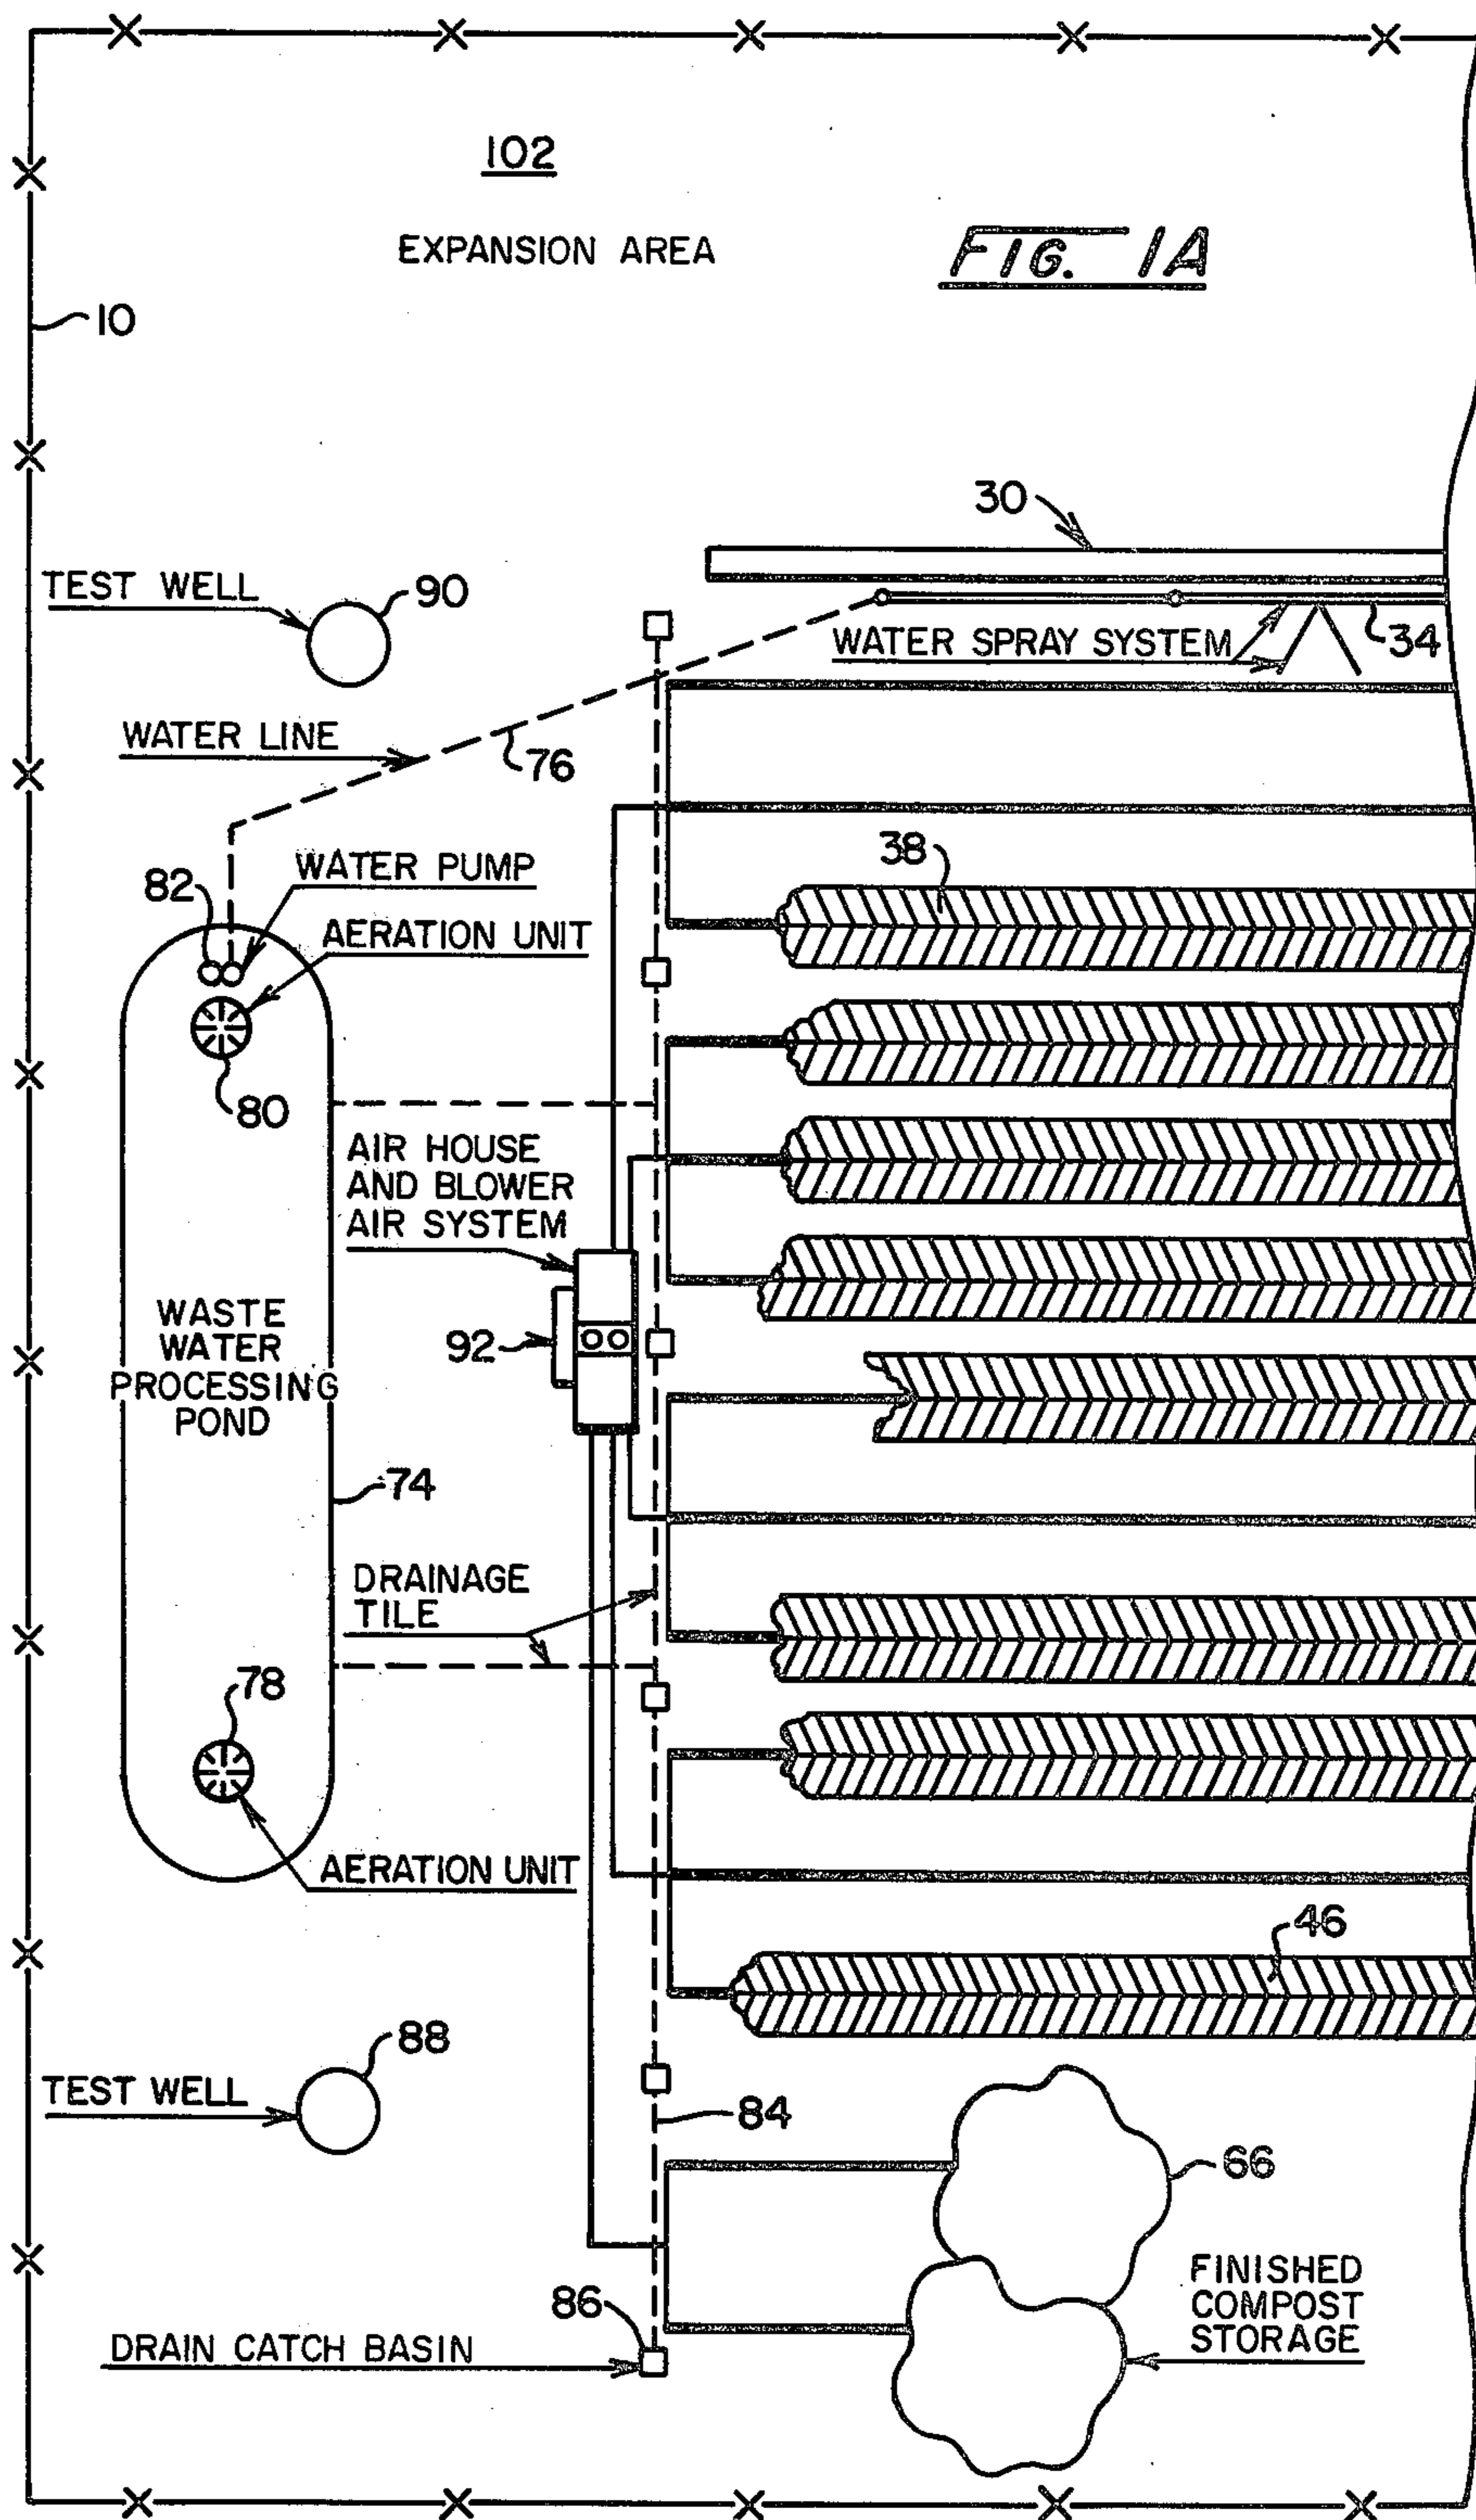 102
EXPANSION AREA
FIG. 1A
10
30
TEST WELL
90
WATER SPRAY SYSTEM
34
WATER LINE
76
38
82
WATER PUMP
AERATION UNIT
80
AIR HOUSE
AND BLOWER
AIR SYSTEM
WASTE
WATER
PROCESSING
POND
92
74
DRAINAGE
TILE
78
AERATION UNIT
46
88
TEST WELL
84
66
FINISHED
COMPOST
STORAGE
86
DRAIN CATCH BASIN